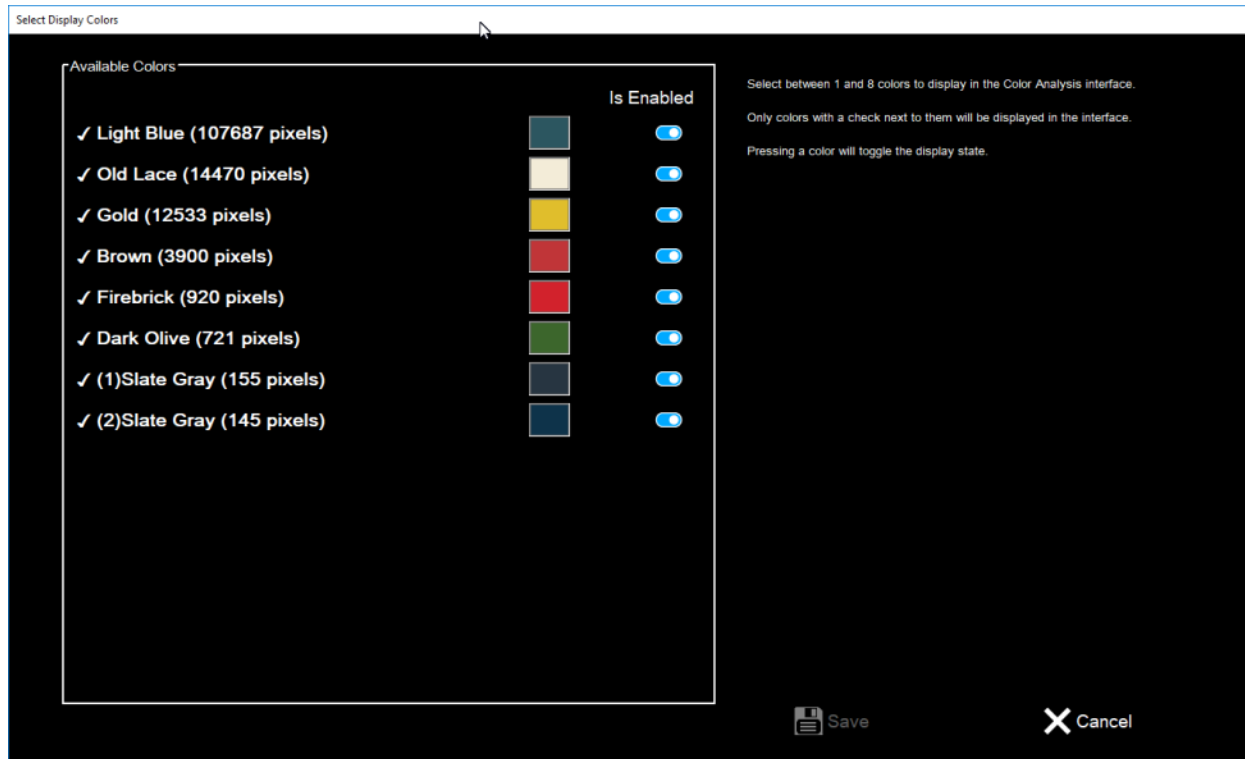 Select Display Colors
Available Colors
Is Enabled
✓ Light Blue (107687 pixels)
✓ Old Lace (14470 pixels)
✓ Gold (12533 pixels)
✓ Brown (3900 pixels)
✓ Firebrick (920 pixels)
✓ Dark Olive (721 pixels)
✓ (1)Slate Gray (155 pixels)
✓ (2)Slate Gray (145 pixels)
Select between 1 and 8 colors to display in the Color Analysis interface.
Only colors with a check next to them will be displayed in the interface.
Pressing a color will toggle the display state.
Save
Cancel